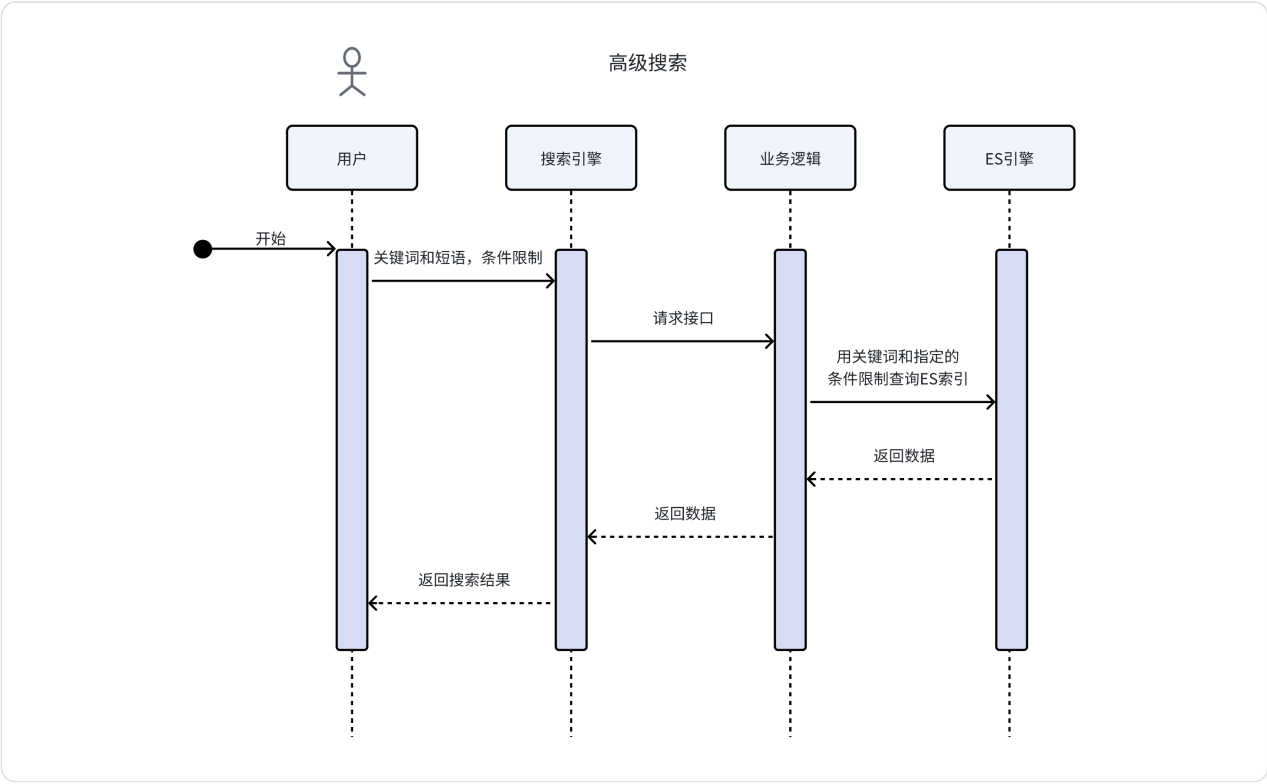 高级搜索
用户
搜索引擎
业务逻辑
ES引擎
开始
关键词和短语，条件限制
请求接口
用关键词和指定的
条件限制查询ES索引
返回数据
返回数据
返回搜索结果